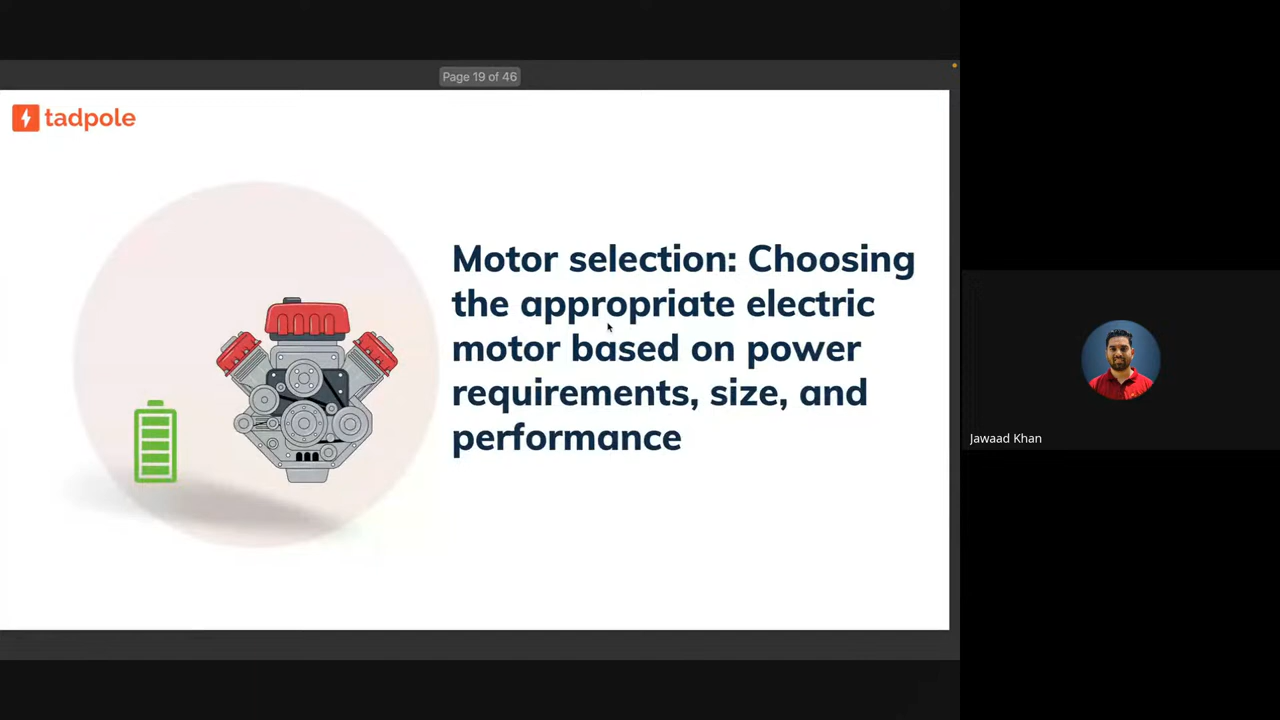 Page 19 of 46
tadpole
Motor selection: Choosing
the appropriate electric
motor based on power
requirements, size, and
performance
Jawaad Khan